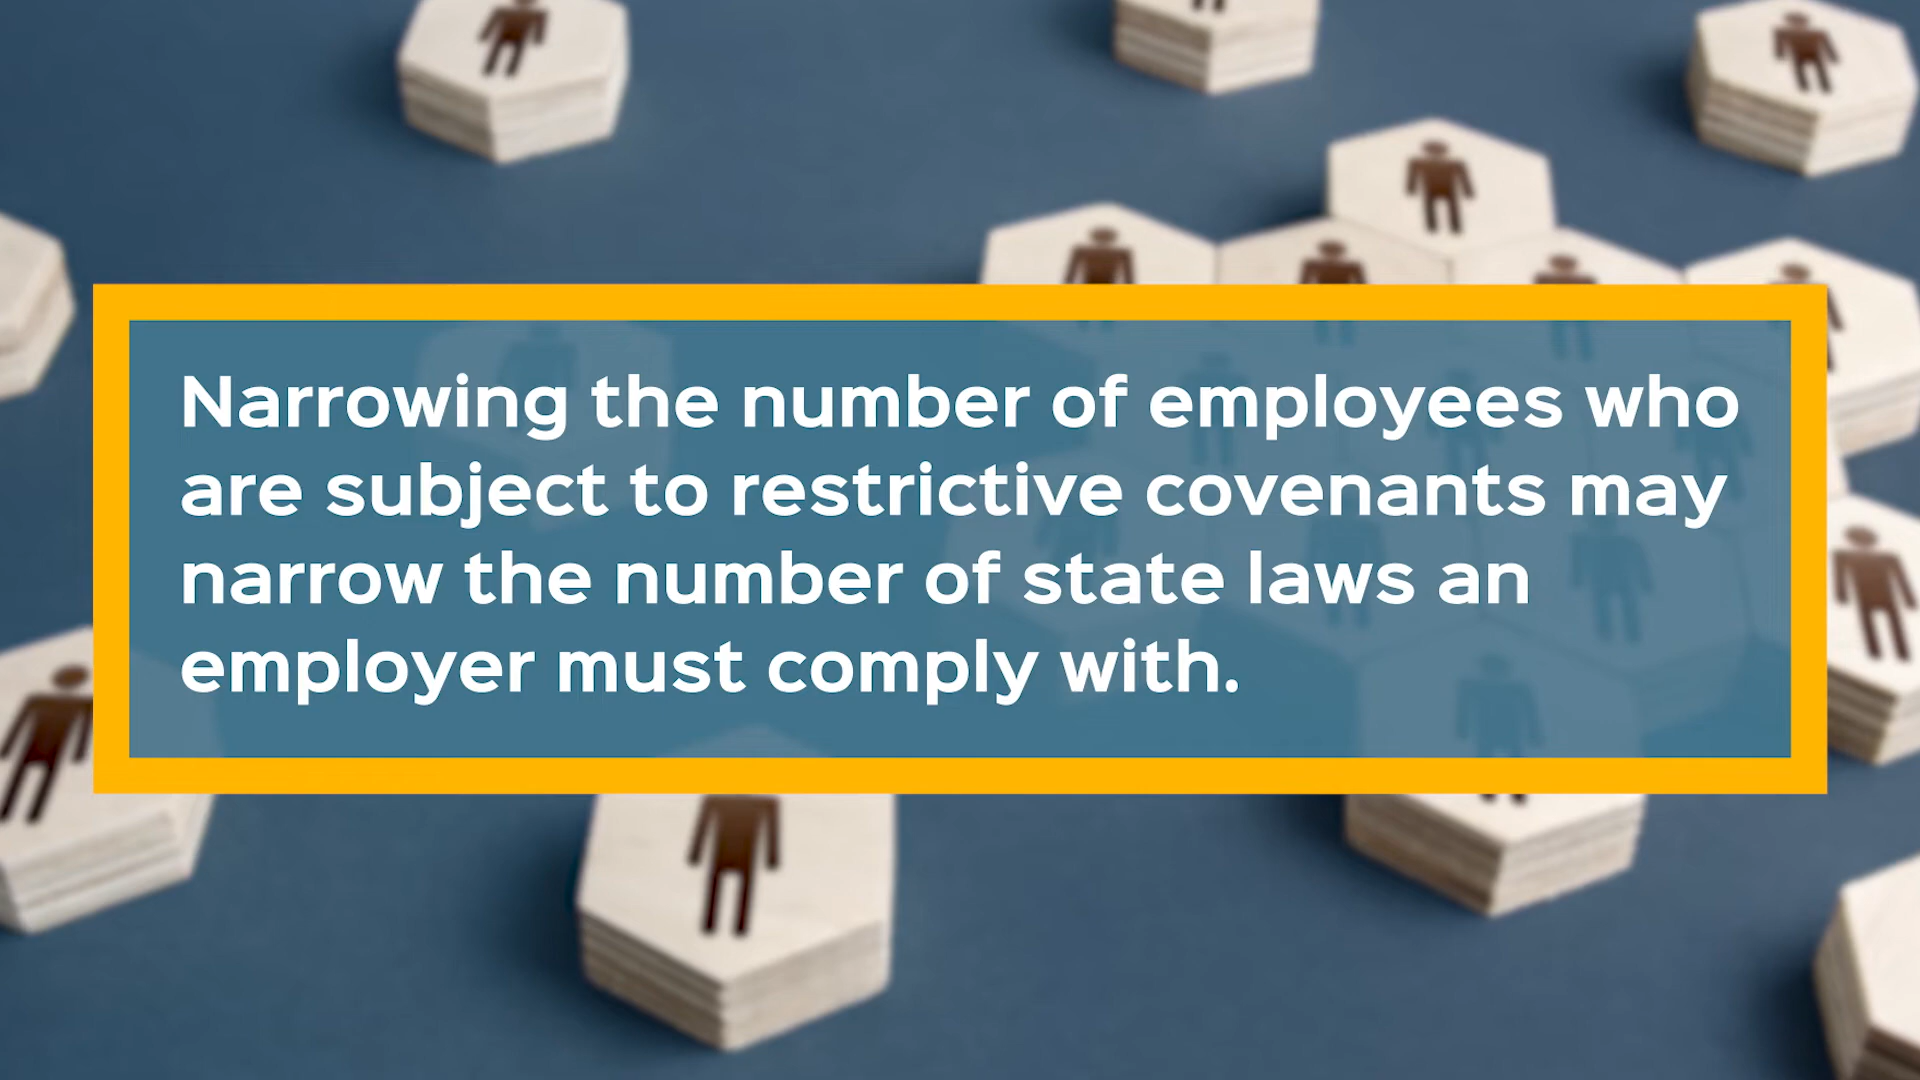 Narrowing the number of employees who
are subject to restrictive covenants may
narrow the number of state laws an
employer must comply with.